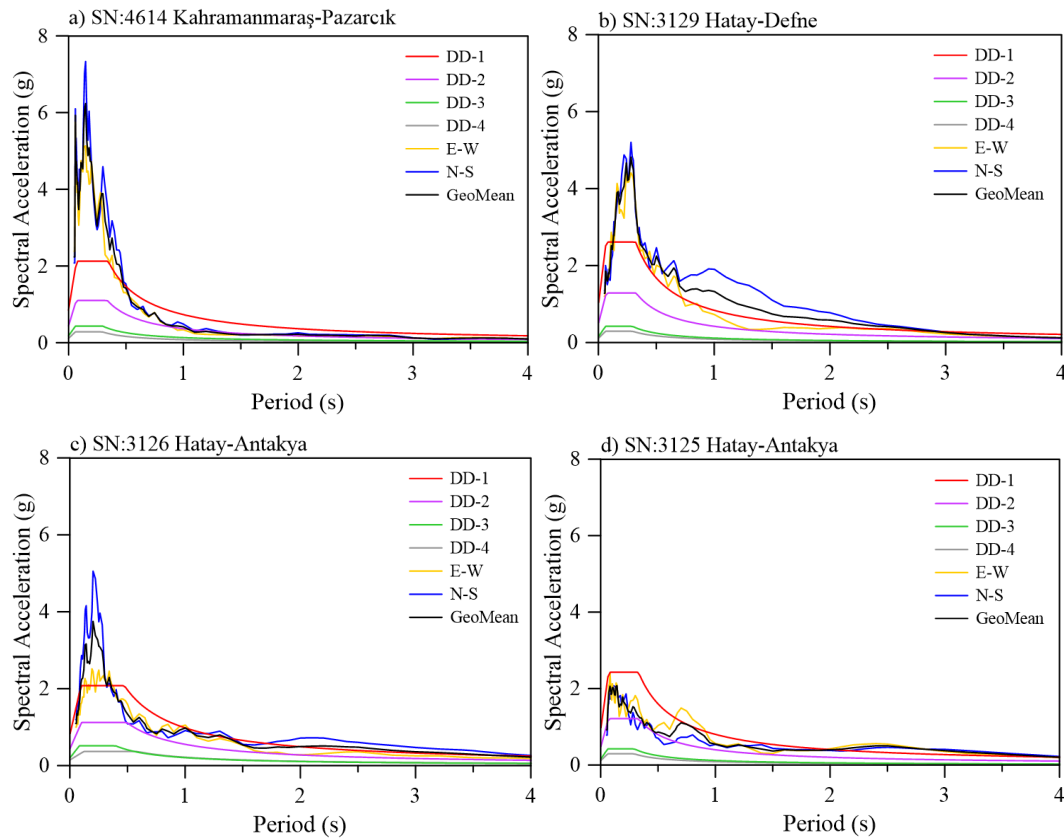 a) SN:4614 Kahramanmaraş-Pazarcık
8
6
4
2
0
Spectral Acceleration (g)
DD-1
DD-2
DD-3
DD-4
E-W
N-S
GeoMean
0 1 2 3 4
Period (s)
b) SN:3129 Hatay-Defne
8
6
4
2
0
Spectral Acceleration (g)
DD-1
DD-2
DD-3
DD-4
E-W
N-S
GeoMean
0 1 2 3 4
Period (s)
c) SN:3126 Hatay-Antakya
8
6
4
2
0
Spectral Acceleration (g)
DD-1
DD-2
DD-3
DD-4
E-W
N-S
GeoMean
0 1 2 3 4
Period (s)
d) SN:3125 Hatay-Antakya
8
6
4
2
0
Spectral Acceleration (g)
DD-1
DD-2
DD-3
DD-4
E-W
N-S
GeoMean
0 1 2 3 4
Period (s)